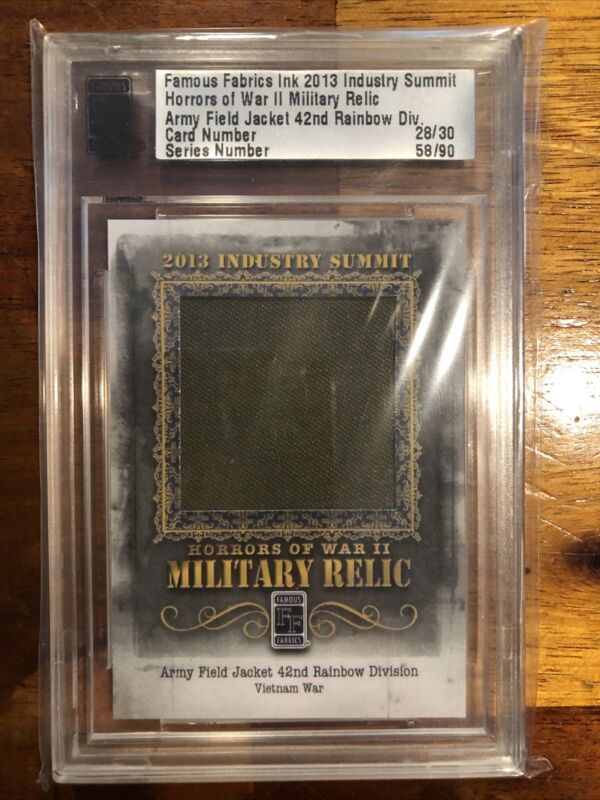 FAMOUS
Famous Fabrics Ink 2013 Industry Summit
Horrors of War II Military Relic
Army Field Jacket 42nd Rainbow Div.
Card Number 28/30
Series Number 58/90
2013 INDUSTRY SUMMIT
HORRORS OF WAR II
MILITARY RELIC
FAMOUS
FF
FABRICS
Army Field Jacket 42nd Rainbow Division
Vietnam War